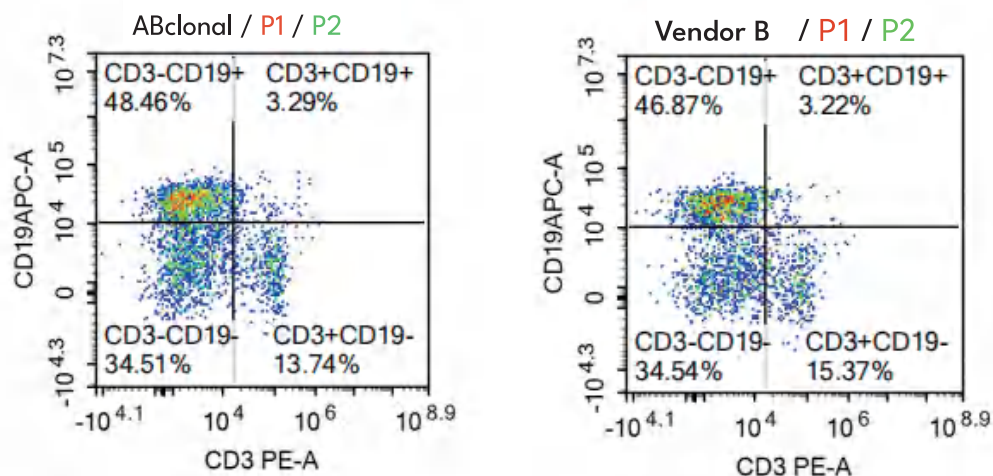 ABclonal / P1 / P2
10^7.3
CD3-CD19+ CD3+CD19+
48.46% 3.29%
10^5
10^4
0
-10^4.3
CD19APC-A
CD3-CD19- CD3+CD19-
34.51% 13.74%
-10^4.1 10^4 10^6 10^8.9
CD3 PE-A
Vendor B / P1 / P2
10^7.3
CD3-CD19+ CD3+CD19+
46.87% 3.22%
10^5
10^4
0
-10^4.3
CD19APC-A
CD3-CD19- CD3+CD19-
34.54% 15.37%
-10^4.1 10^4 10^6 10^8.9
CD3 PE-A